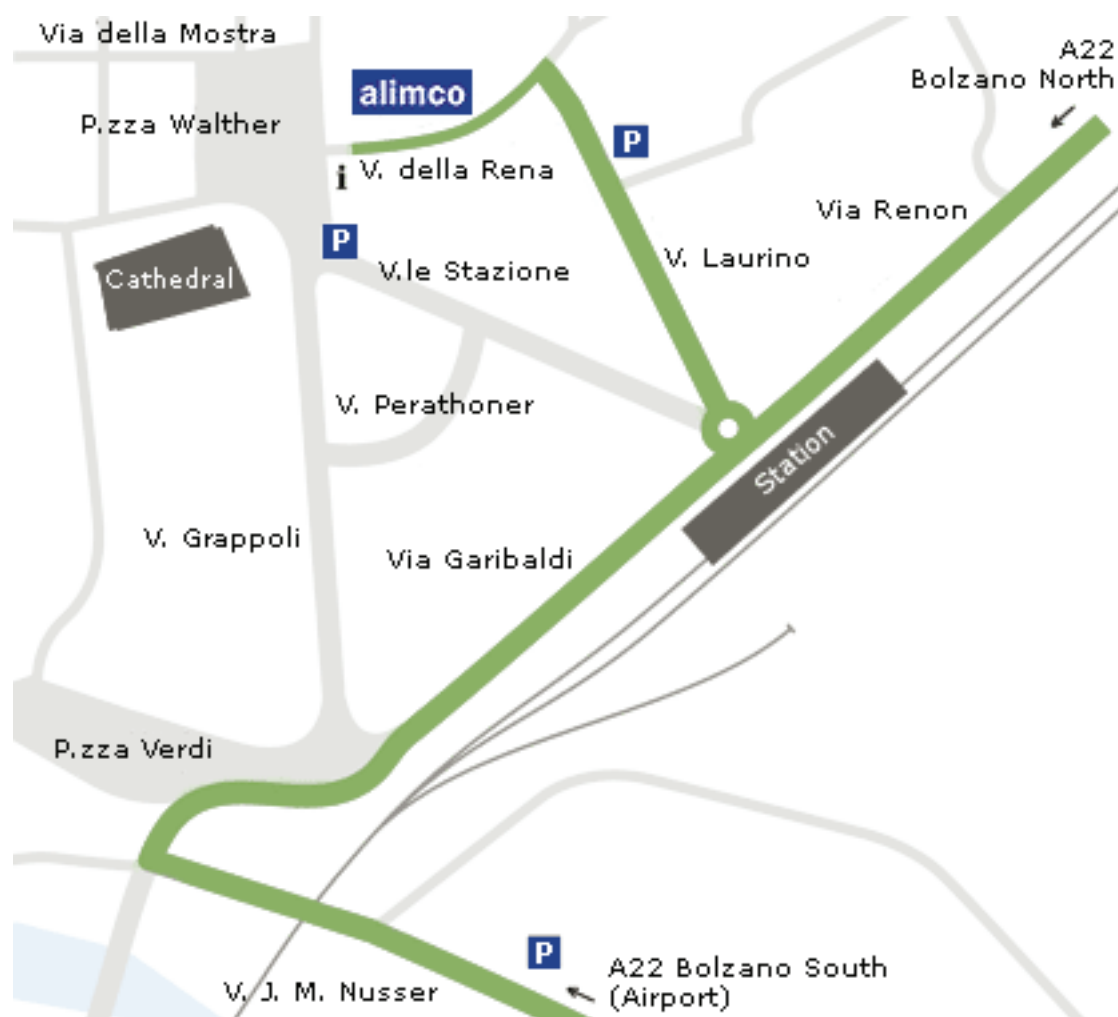 Via della Mostra
A22
Bolzano North
alimco
P.zza Walther
P
i
V. della Rena
Via Renon
P
V. Laurino
V.le Stazione
Cathedral
V. Perathoner
Station
V. Grappoli
Via Garibaldi
P.zza Verdi
P
A22 Bolzano South
(Airport)
V. J. M. Nusser